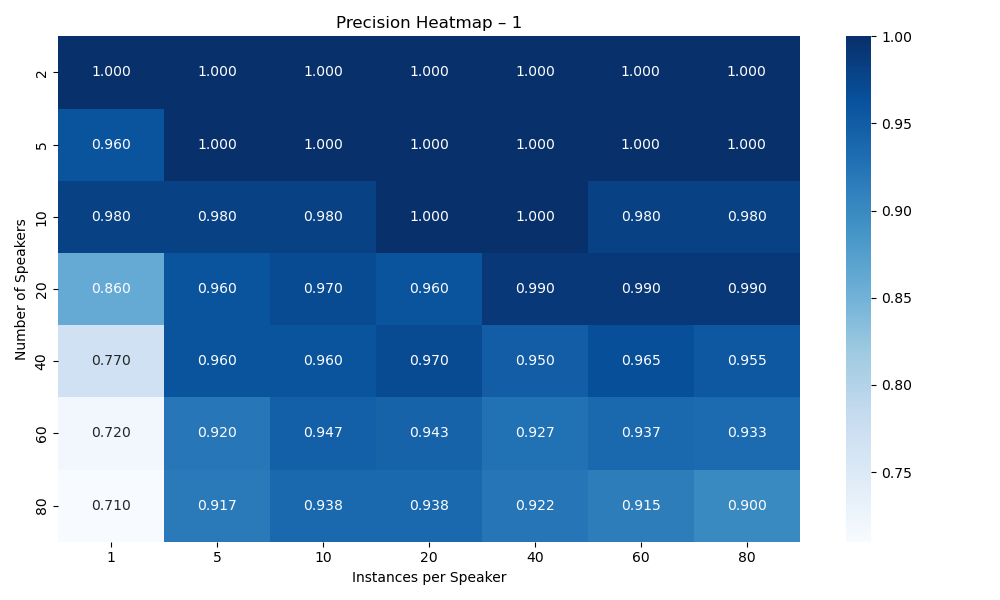 Precision Heatmap – 1
Number of Speakers
2 1.000 1.000 1.000 1.000 1.000 1.000 1.000
5 0.960 1.000 1.000 1.000 1.000 1.000 1.000
10 0.980 0.980 0.980 1.000 1.000 0.980 0.980
20 0.860 0.960 0.970 0.960 0.990 0.990 0.990
40 0.770 0.960 0.960 0.970 0.950 0.965 0.955
60 0.720 0.920 0.947 0.943 0.927 0.937 0.933
80 0.710 0.917 0.938 0.938 0.922 0.915 0.900
1 5 10 20 40 60 80
Instances per Speaker
1.00
0.95
0.90
0.85
0.80
0.75